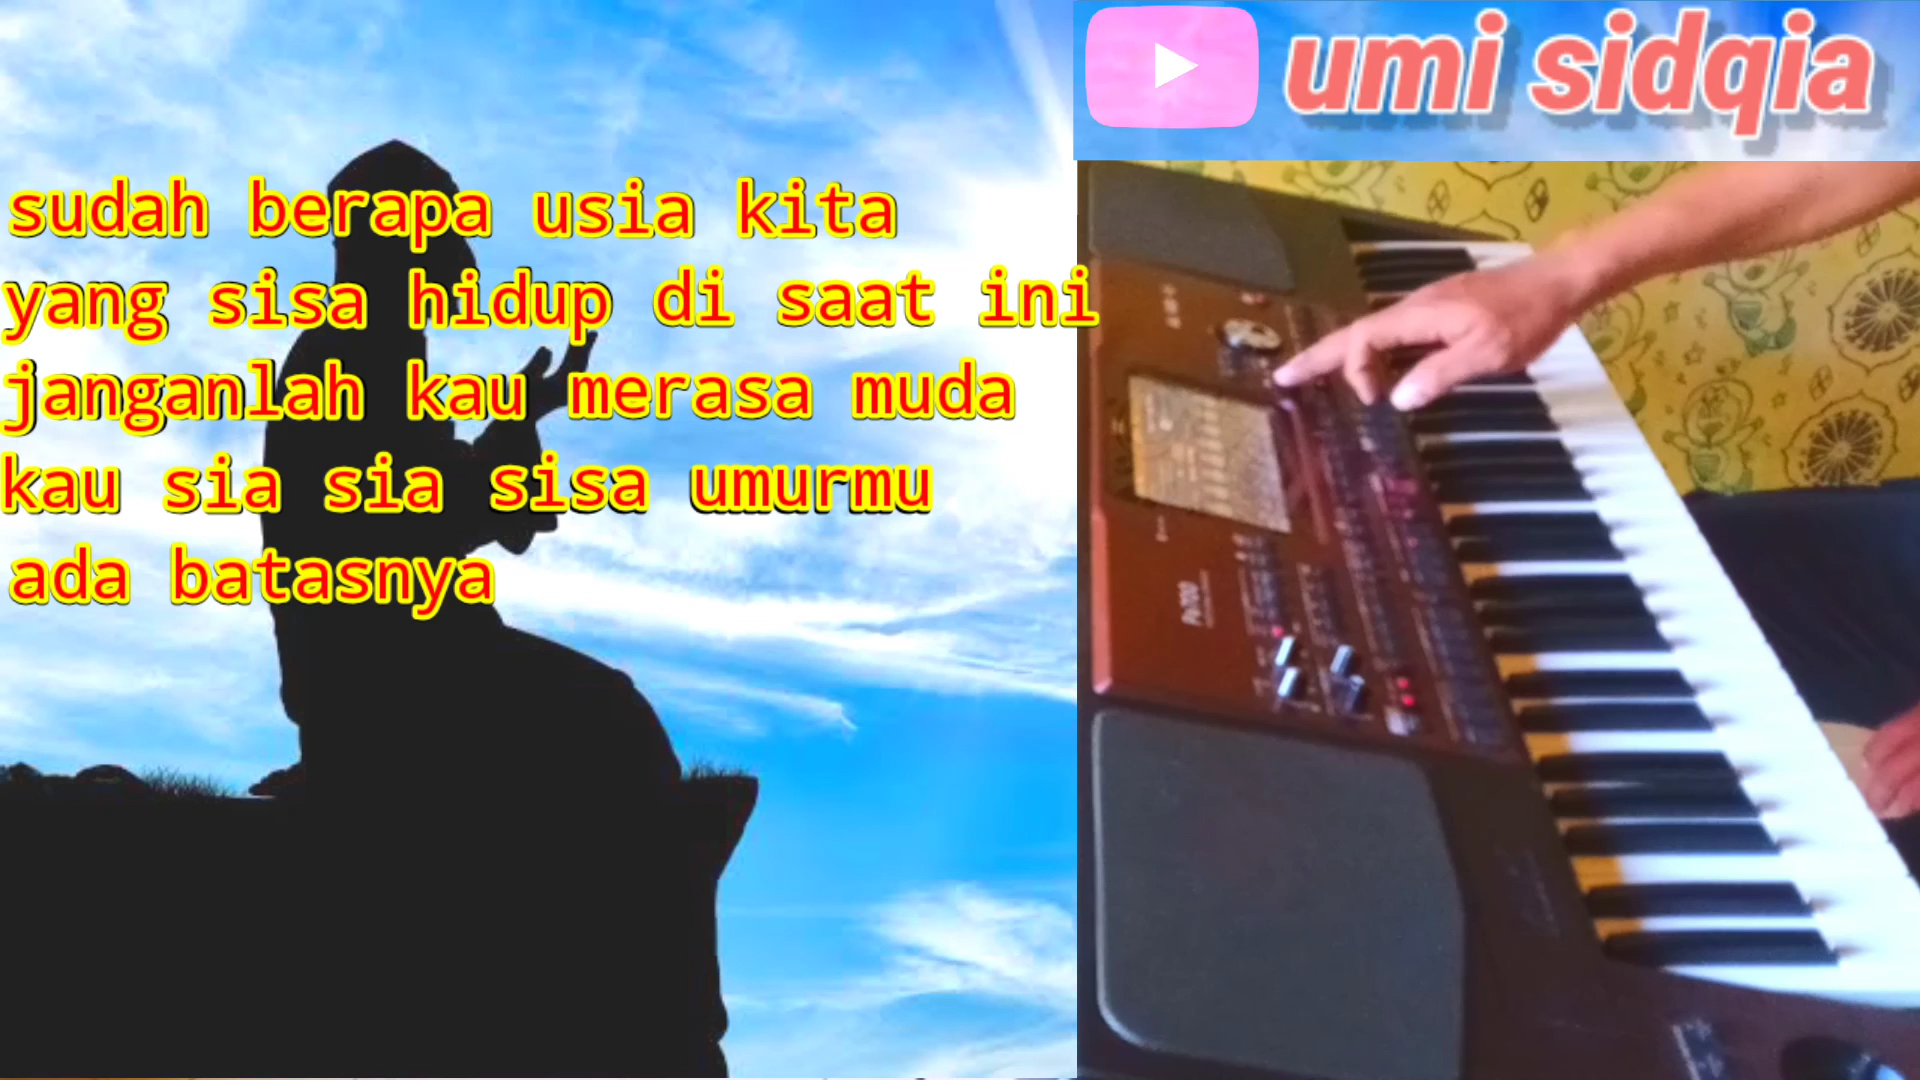 umi sidqia
sudah berapa usia kita
yang sisa hidup di saat ini
janganlah kau merasa muda
kau sia sia sisa umurmu
ada batasnya
Pa700